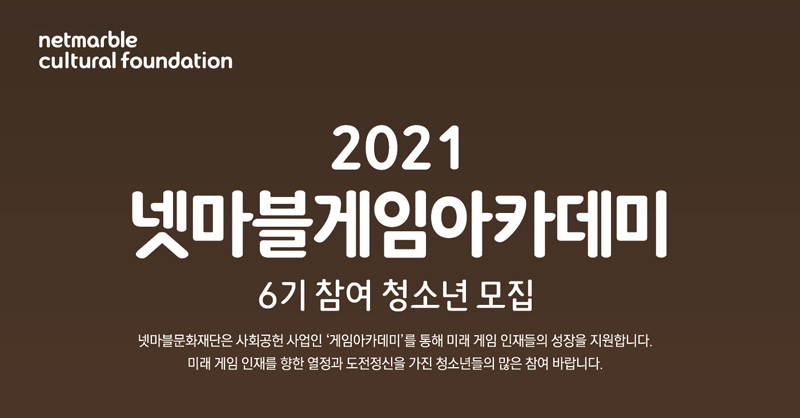 netmarble
cultural foundation
2021
넷마블게임아카데미
6기 참여 청소년 모집
넷마블문화재단은 사회공헌 사업인 ‘게임아카데미’를 통해 미래 게임 인재들의 성장을 지원합니다.
미래 게임 인재를 향한 열정과 도전정신을 가진 청소년들의 많은 참여 바랍니다.